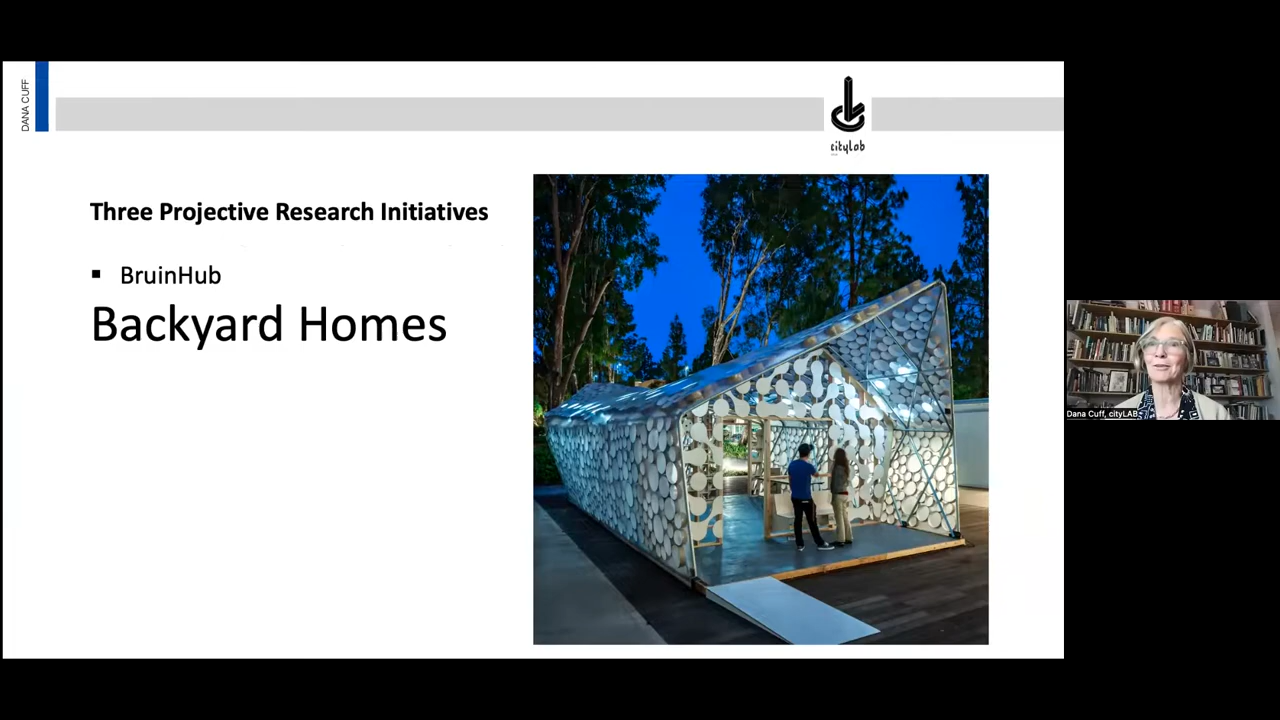 DANA CUFF
cityLab
Three Projective Research Initiatives
▪ BruinHub
Backyard Homes
Dana Cuff, cityLAB